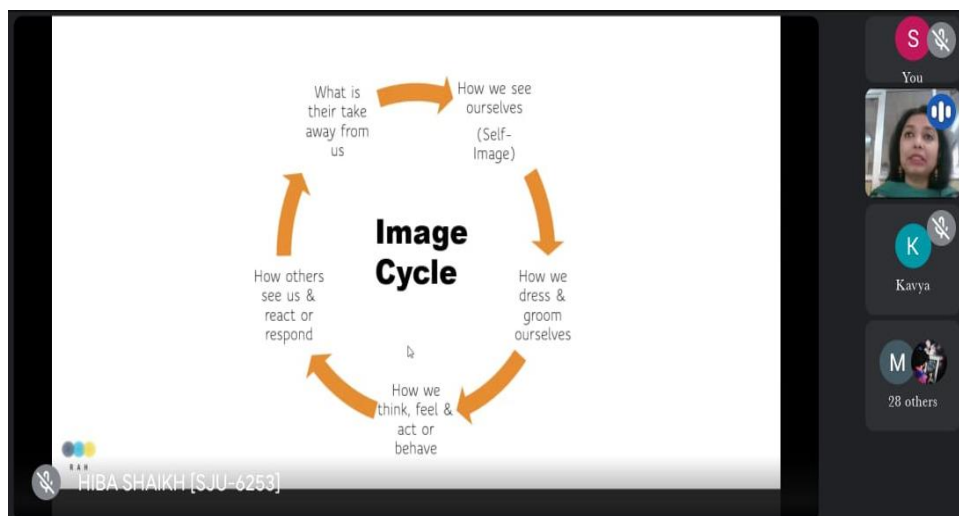 What is
their take
away from
us
How we see
ourselves
(Self-
Image)
Image
Cycle
How others
see us &
react or
respond
How we
dress &
groom
ourselves
How we
think, feel &
act or
behave
R A H
HIBA SHAIKH [SJU-6253]
S
You
K
Kavya
M
28 others